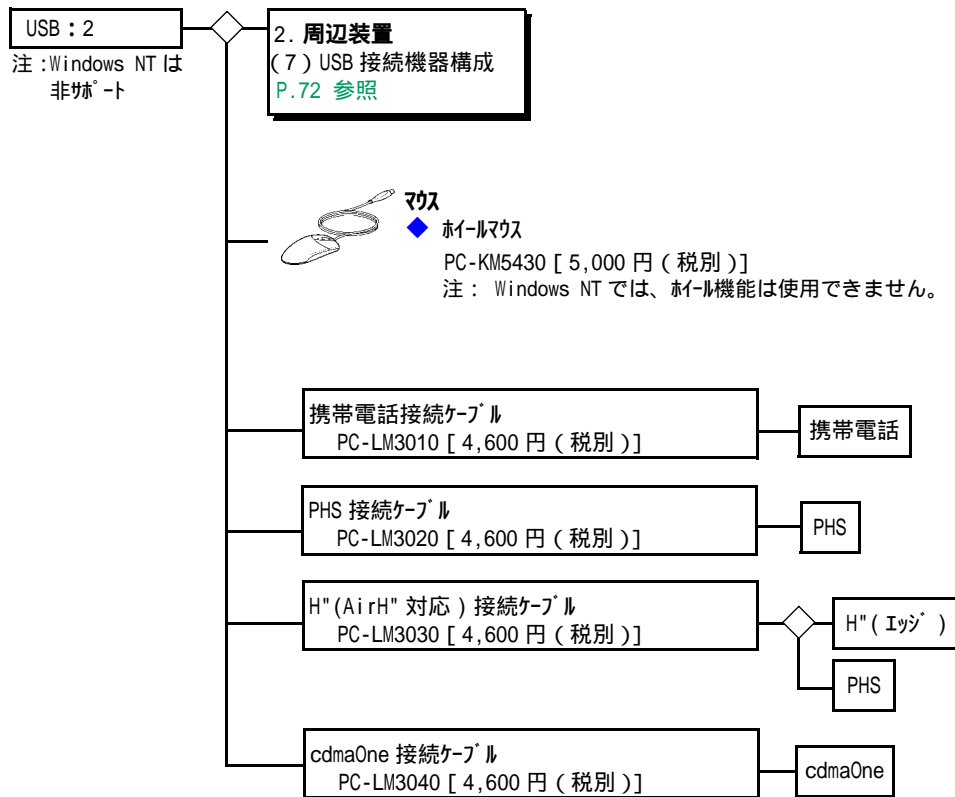 USB：2
注：Windows NT は
非ｻﾎﾟｰﾄ
2．周辺装置
(7) USB 接続機器構成
P.72 参照
ﾏｳｽ
◆ ﾎｲｰﾙﾏｳｽ
PC-KM5430 [ 5,000 円 ( 税別 )]
注： Windows NT では、ﾎｲｰﾙ機能は使用できません。
携帯電話接続ｹｰﾌﾞﾙ
PC-LM3010 [ 4,600 円 ( 税別 )]
携帯電話
PHS 接続ｹｰﾌﾞﾙ
PC-LM3020 [ 4,600 円 ( 税別 )]
PHS
H"(AirH" 対応 ) 接続ｹｰﾌﾞﾙ
PC-LM3030 [ 4,600 円 ( 税別 )]
H"( ｴｯｼﾞ )
PHS
cdmaOne 接続ｹｰﾌﾞﾙ
PC-LM3040 [ 4,600 円 ( 税別 )]
cdmaOne